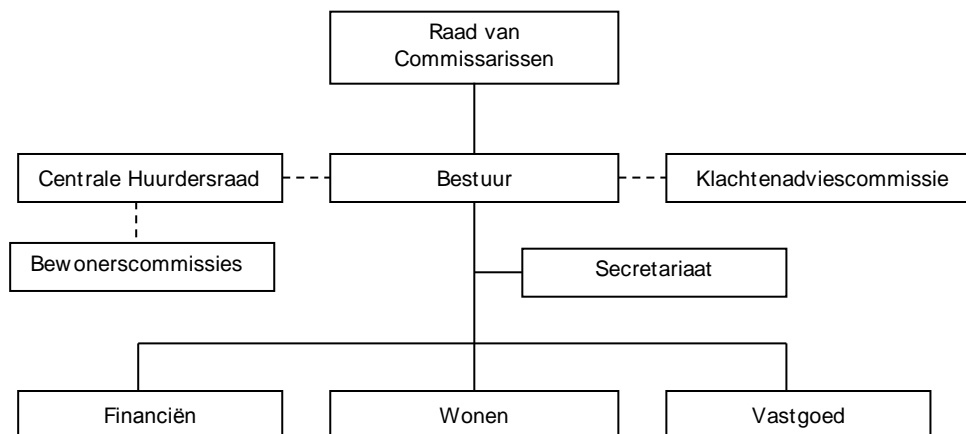 Raad van
Commissarissen
Centrale Huurdersraad
Bestuur
Klachtenadviescommissie
Bewonerscommissies
Secretariaat
Financiën
Wonen
Vastgoed